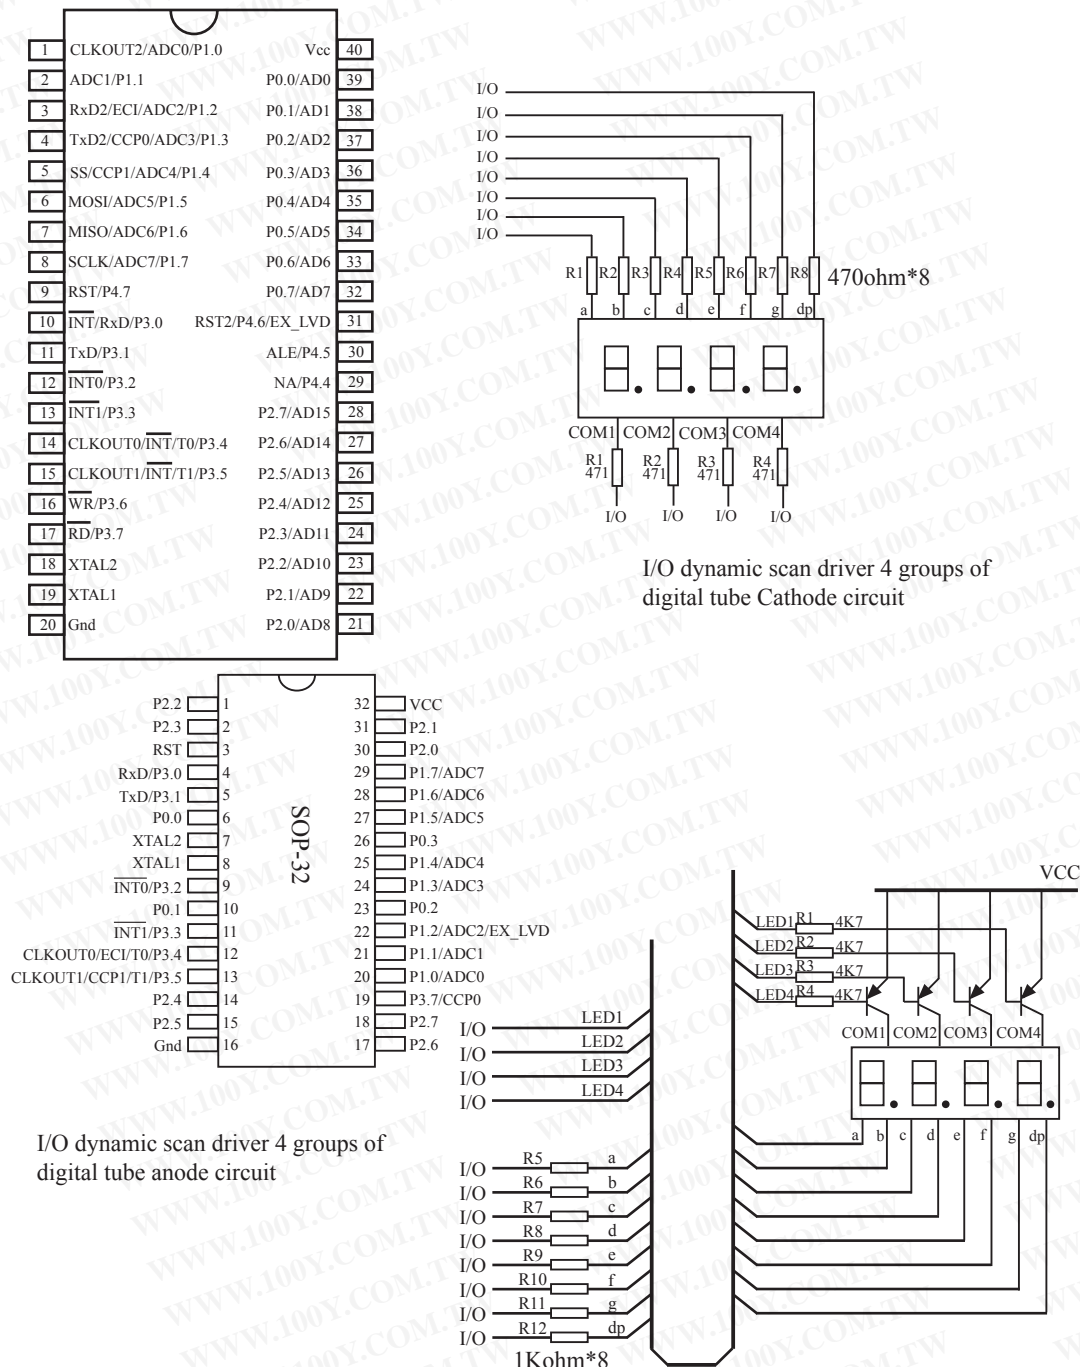 1 CLKOUT2/ADC0/P1.0 Vcc 40
2 ADC1/P1.1 P0.0/AD0 39
3 RxD2/ECI/ADC2/P1.2 P0.1/AD1 38
4 TxD2/CCP0/ADC3/P1.3 P0.2/AD2 37
5 SS/CCP1/ADC4/P1.4 P0.3/AD3 36
6 MOSI/ADC5/P1.5 P0.4/AD4 35
7 MISO/ADC6/P1.6 P0.5/AD5 34
8 SCLK/ADC7/P1.7 P0.6/AD6 33
9 RST/P4.7 P0.7/AD7 32
10 INT/RxD/P3.0 RST2/P4.6/EX_LVD 31
11 TxD/P3.1 ALE/P4.5 30
12 INT0/P3.2 NA/P4.4 29
13 INT1/P3.3 P2.7/AD15 28
14 CLKOUT0/INT/T0/P3.4 P2.6/AD14 27
15 CLKOUT1/INT/T1/P3.5 P2.5/AD13 26
16 WR/P3.6 P2.4/AD12 25
17 RD/P3.7 P2.3/AD11 24
18 XTAL2 P2.2/AD10 23
19 XTAL1 P2.1/AD9 22
20 Gnd P2.0/AD8 21
I/O
I/O
I/O
I/O
I/O
I/O
I/O
I/O
R1 R2 R3 R4 R5 R6 R7 R8 470ohm*8
a b c d e f g dp
COM1 COM2 COM3 COM4
R1 R2 R3 R4
471 471 471 471
I/O I/O I/O I/O
I/O dynamic scan driver 4 groups of
digital tube Cathode circuit
P2.2 1 32 VCC
P2.3 2 31 P2.1
RST 3 30 P2.0
RxD/P3.0 4 29 P1.7/ADC7
TxD/P3.1 5 28 P1.6/ADC6
P0.0 6 27 P1.5/ADC5
XTAL2 7 26 P0.3
XTAL1 8 25 P1.4/ADC4
INT0/P3.2 9 24 P1.3/ADC3
P0.1 10 23 P0.2
INT1/P3.3 11 22 P1.2/ADC2/EX_LVD
CLKOUT0/ECI/T0/P3.4 12 21 P1.1/ADC1
CLKOUT1/CCP1/T1/P3.5 13 20 P1.0/ADC0
P2.4 14 19 P3.7/CCP0
P2.5 15 18 P2.7
Gnd 16 17 P2.6
SOP-32
VCC
LED1 R1 4K7
LED2 R2 4K7
LED3 R3 4K7
LED4 R4 4K7
COM1 COM2 COM3 COM4
a b c d e f g dp
I/O LED1
I/O LED2
I/O LED3
I/O LED4
I/O dynamic scan driver 4 groups of
digital tube anode circuit
I/O R5 a
I/O R6 b
I/O R7 c
I/O R8 d
I/O R9 e
I/O R10 f
I/O R11 g
I/O R12 dp
1Kohm*8
WWW.100Y.COM.TW